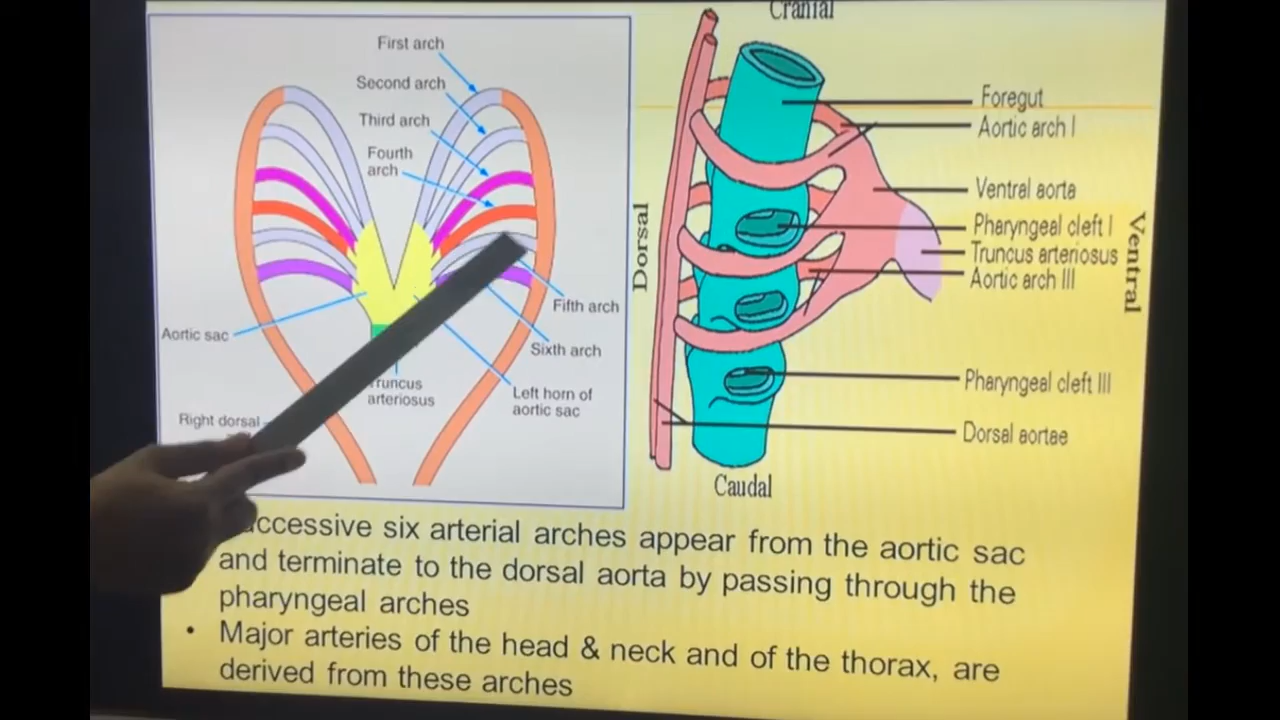 First arch
Second arch
Third arch
Fourth
arch
Fifth arch
Sixth arch
Aortic sac
arteriosus
Left horn of
aortic sac
Right dorsal
Cranial
Foregut
Aortic arch I
Ventral aorta
Pharyngeal cleft I
Truncus arteriosus
Aortic arch III
Pharyngeal cleft III
Dorsal aortae
Dorsal
Ventral
Caudal
six arterial arches appear from the aortic sac
and terminate to the dorsal aorta by passing through the
pharyngeal arches
• Major arteries of the head & neck and of the thorax, are
derived from these arches